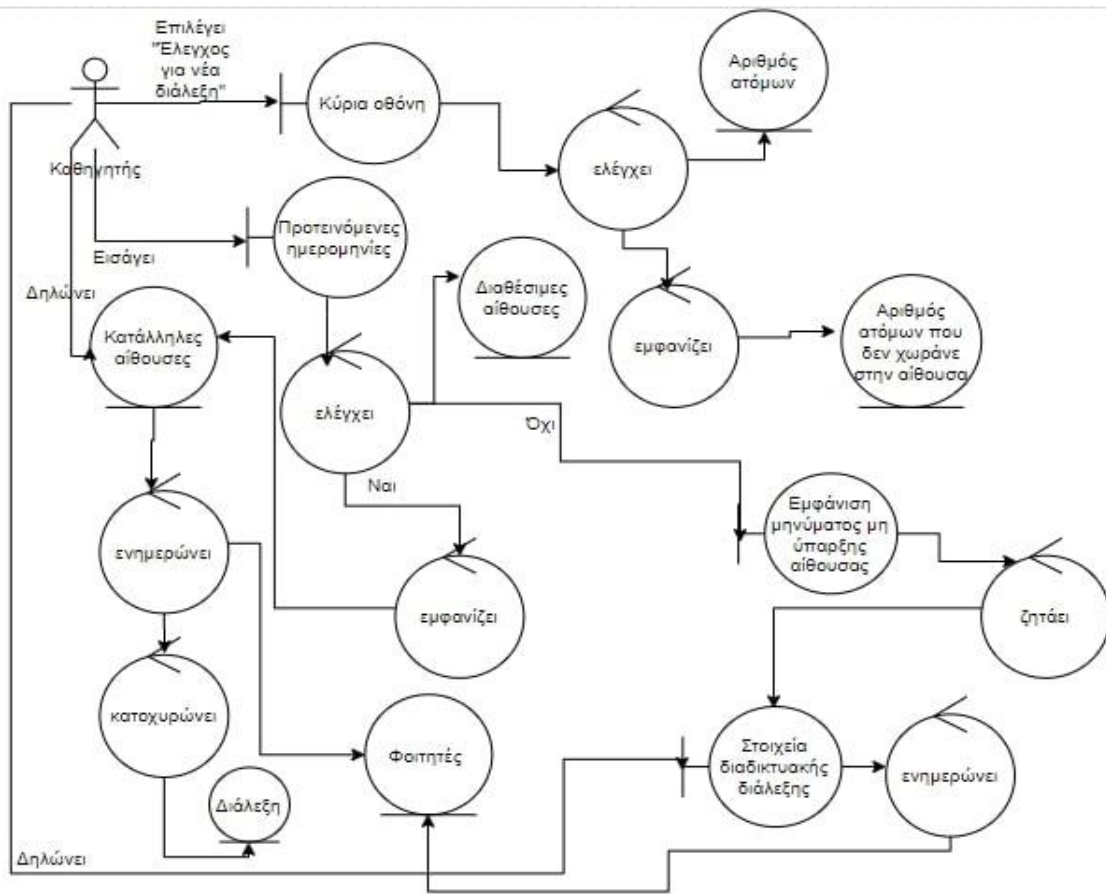 Επιλέγει
"Έλεγχος
για νέα
διάλεξη"
Καθηγητής
Κύρια οθόνη
ελέγχει
Αριθμός
ατόμων
Εισάγει
Προτεινόμενες
ημερομηνίες
Δηλώνει
Κατάλληλες
αίθουσες
Διαθέσιμες
αίθουσες
εμφανίζει
Αριθμός
ατόμων που
δεν χωράνε
στην αίθουσα
ελέγχει
Όχι
Ναι
Εμφάνιση
μηνύματος μη
ύπαρξης
αίθουσας
ενημερώνει
εμφανίζει
ζητάει
κατοχυρώνει
Φοιτητές
Στοιχεία
διαδικτυακής
διάλεξης
ενημερώνει
Διάλεξη
Δηλώνει